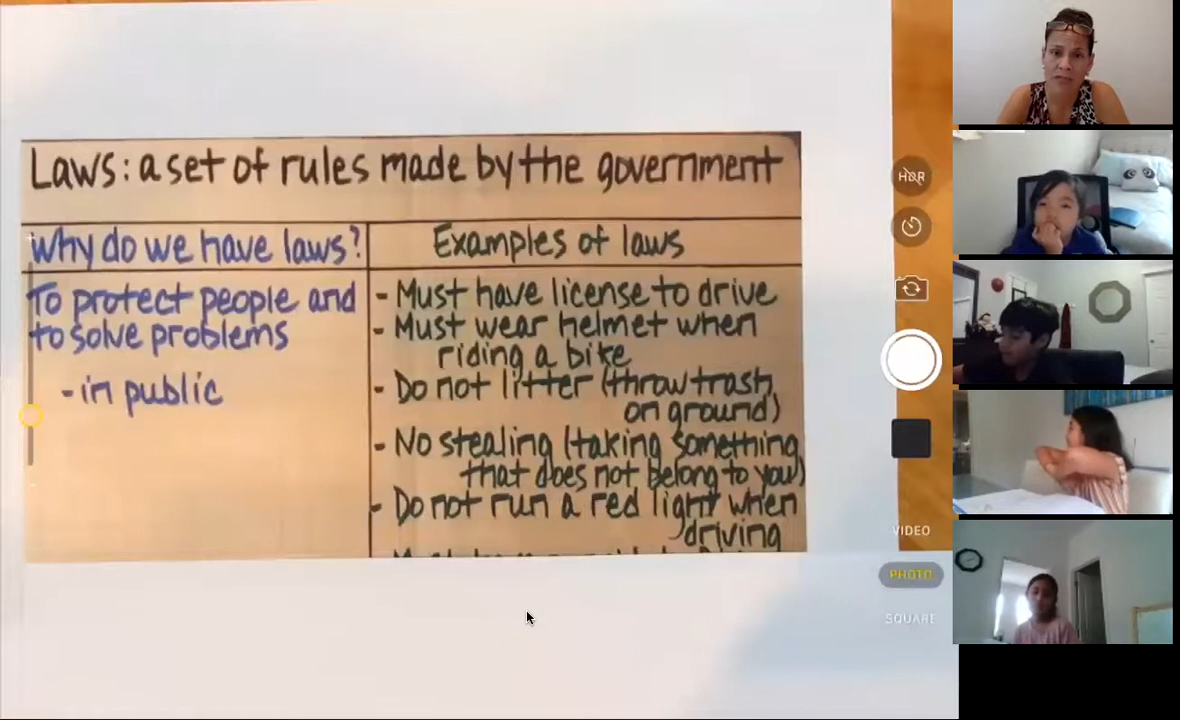 Laws: a set of rules made by the government
Why do we have laws?
To protect people and
to solve problems
- in public
Examples of laws
- Must have license to drive
- Must wear helmet when
riding a bike
- Do not litter (throw trash
on ground)
- No stealing (taking something
that does not belong to you)
- Do not run a red light when
driving
HDR
VIDEO
PHOTO
SQUARE